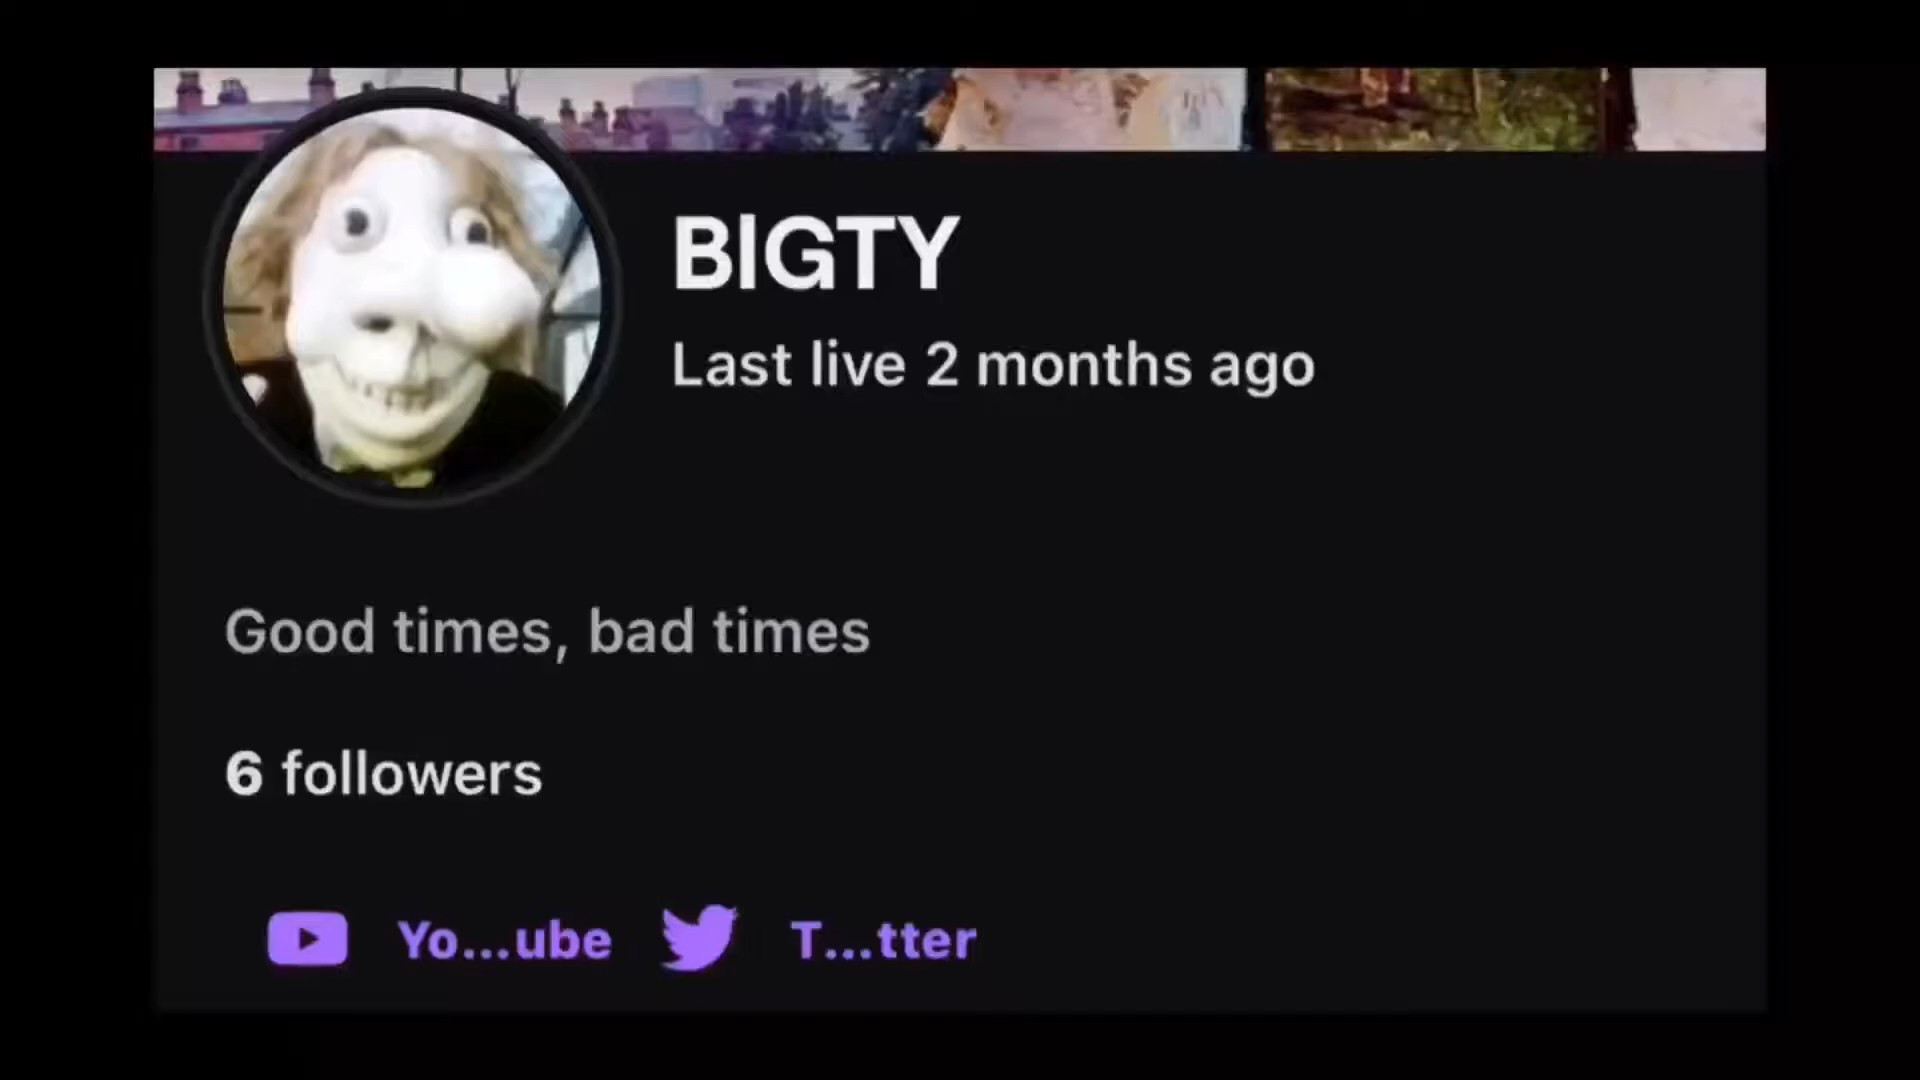 BIGTY
Last live 2 months ago
Good times, bad times
6 followers
Yo...ube T...tter